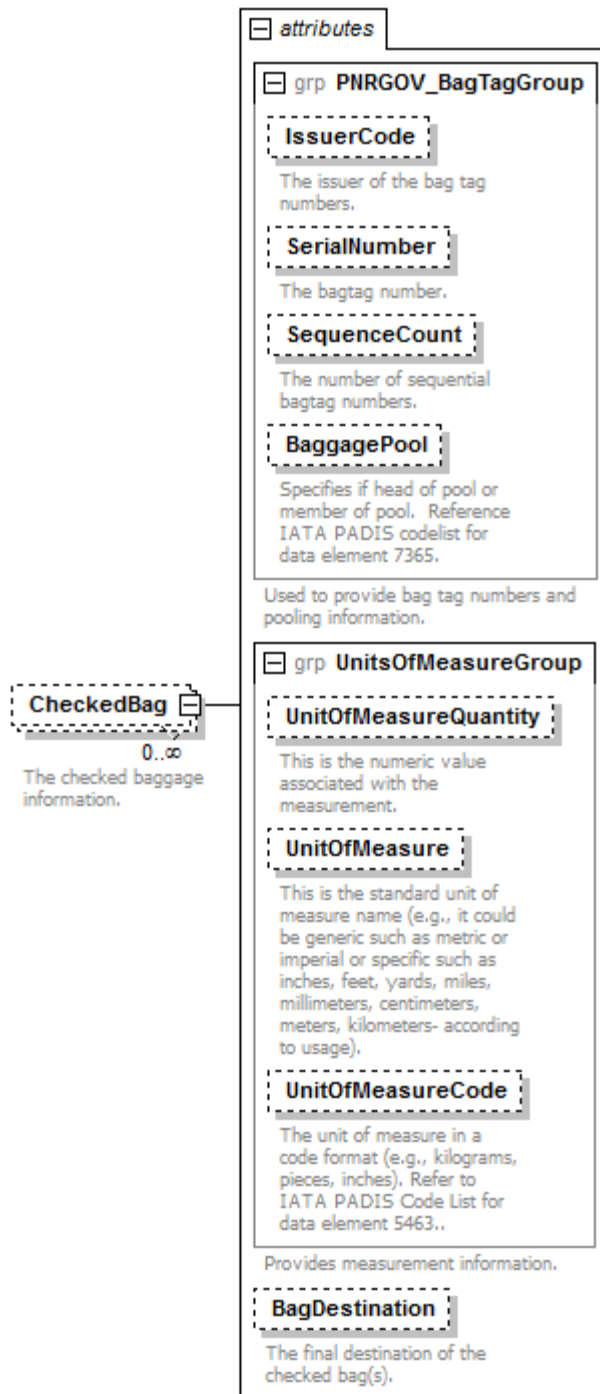 attributes
grp PNRGOV_BagTagGroup
IssuerCode
The issuer of the bag tag
numbers.
SerialNumber
The bagtag number.
SequenceCount
The number of sequential
bagtag numbers.
BaggagePool
Specifies if head of pool or
member of pool.  Reference
IATA PADIS codelist for
data element 7365.
Used to provide bag tag numbers and
pooling information.
grp UnitsOfMeasureGroup
CheckedBag
0..∞
The checked baggage
information.
UnitOfMeasureQuantity
This is the numeric value
associated with the
measurement.
UnitOfMeasure
This is the standard unit of
measure name (e.g., it could
be generic such as metric or
imperial or specific such as
inches, feet, yards, miles,
millimeters, centimeters,
meters, kilometers- according
to usage).
UnitOfMeasureCode
The unit of measure in a
code format (e.g., kilograms,
pieces, inches). Refer to
IATA PADIS Code List for
data element 5463..
Provides measurement information.
BagDestination
The final destination of the
checked bag(s).